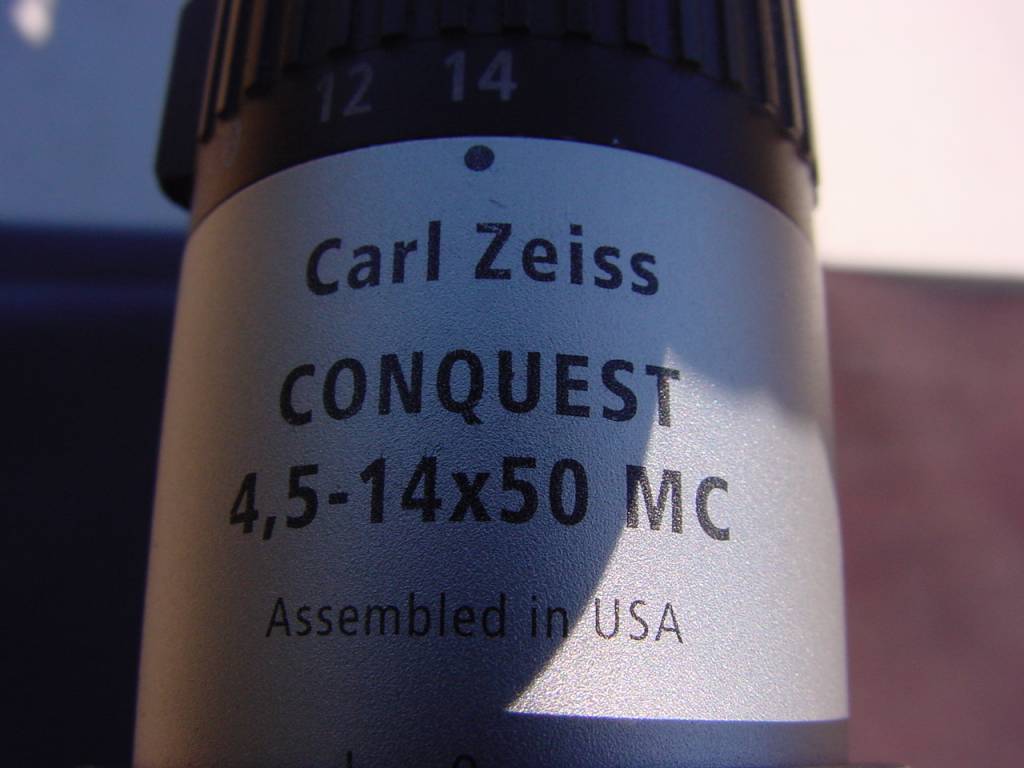 12 14
Carl Zeiss
CONQUEST
4,5-14x50 MC
Assembled in USA